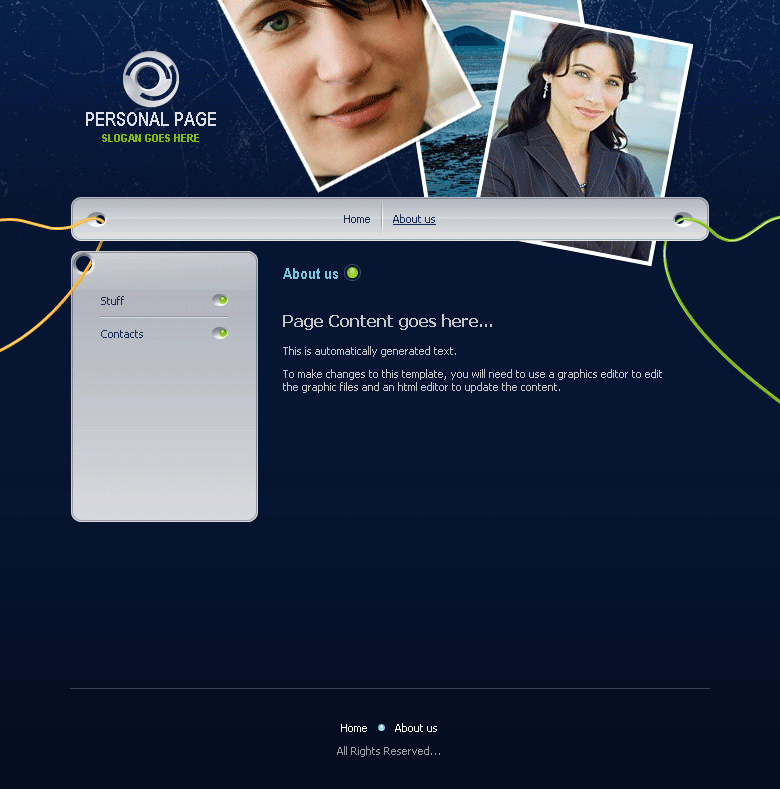 PERSONAL PAGE
SLOGAN GOES HERE
Home
About us
Stuff
Contacts
About us
Page Content goes here...
This is automatically generated text.
To make changes to this template, you will need to use a graphics editor to edit
the graphic files and an html editor to update the content.
Home
About us
All Rights Reserved...